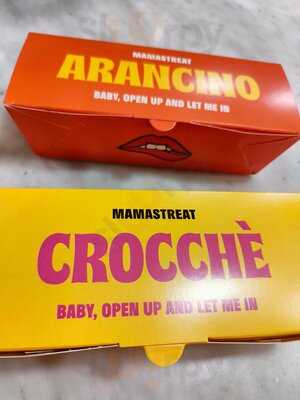 MAMASTREAT
ARANCINO
BABY, OPEN UP AND LET ME IN
MAMASTREAT
CROCCHÈ
BABY, OPEN UP AND LET ME IN